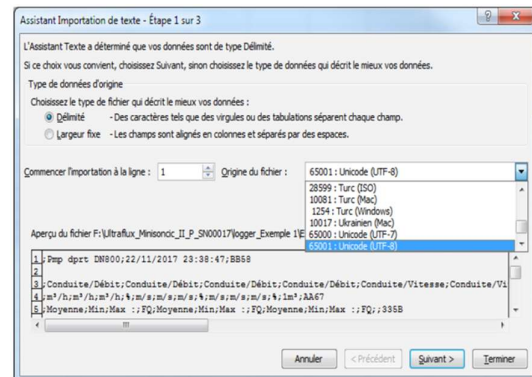 Assistant Importation de texte - Étape 1 sur 3
L'Assistant Texte a déterminé que vos données sont de type Délimité.
Si ce choix vous convient, choisissez Suivant, sinon choisissez le type de données qui décrit le mieux vos données.
Type de données d'origine
Choisissez le type de fichier qui décrit le mieux vos données :
Délimité - Des caractères tels que des virgules ou des tabulations séparent chaque champ.
Largeur fixe - Les champs sont alignés en colonnes et séparés par des espaces.
Commencer l'importation à la ligne : 1 Origine du fichier : 65001 : Unicode (UTF-8)
28599 : Turc (ISO)
10081 : Turc (Mac)
1254 : Turc (Windows)
10017 : Ukrainien (Mac)
65000 : Unicode (UTF-7)
65001 : Unicode (UTF-8)
Aperçu du fichier F:\Ultraflux_Minisonic_II_P_SN00017\logger_Exemple 1\E
1 ;Pmp dprt DN800;22/11/2017 23:38:47;BB58
2
3 ;Conduite/Débit;Conduite/Débit;Conduite/Débit;Conduite/Débit;Conduite/Vitesse;Conduite/Vi
4 ;m³/h;m³/h;m³/h;%;m/s;m/s;m/s;%;m/s;m/s;m/s;%;1m³;AA67
5 ;Moyenne;Min;Max :;FQ;Moyenne;Min;Max :;FQ;Moyenne;Min;Max :;FQ;;335B
Annuler < Précédent Suivant > Terminer